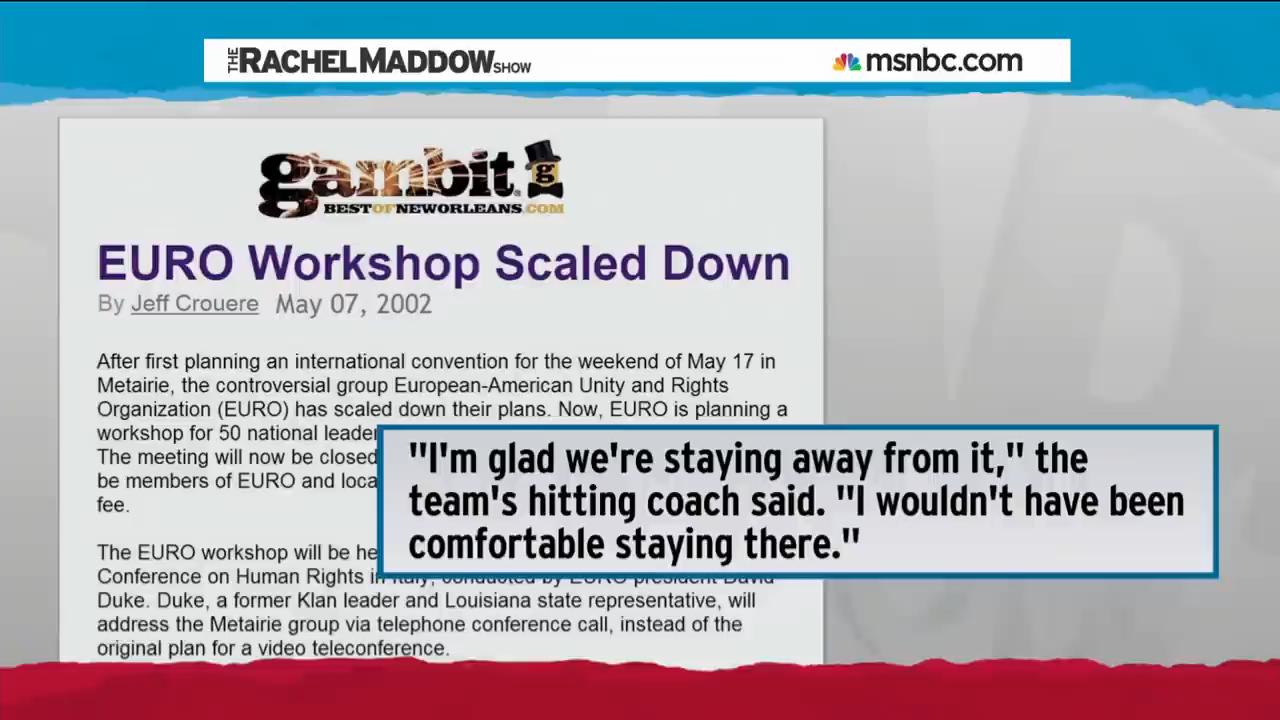 THE RACHEL MADDOW SHOW
msnbc.com
gambit g
BESTOFNEWORLEANS.COM
EURO Workshop Scaled Down
By Jeff Crouere May 07, 2002
After first planning an international convention for the weekend of May 17 in
Metairie, the controversial group European-American Unity and Rights
Organization (EURO) has scaled down their plans. Now, EURO is planning a
workshop for 50 national leader
The meeting will now be closed
be members of EURO and loca
fee.
"I'm glad we're staying away from it," the
team's hitting coach said. "I wouldn't have been
comfortable staying there."
The EURO workshop will be he
Conference on Human Rights in Italy, conducted by EURO president David
Duke. Duke, a former Klan leader and Louisiana state representative, will
address the Metairie group via telephone conference call, instead of the
original plan for a video teleconference.